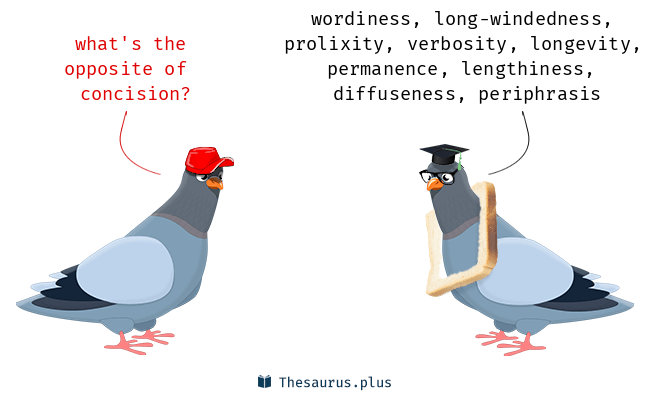 what's the
opposite of
concision?
wordiness, long-windedness,
prolixity, verbosity, longevity,
permanence, lengthiness,
diffuseness, periphrasis
Thesaurus.plus